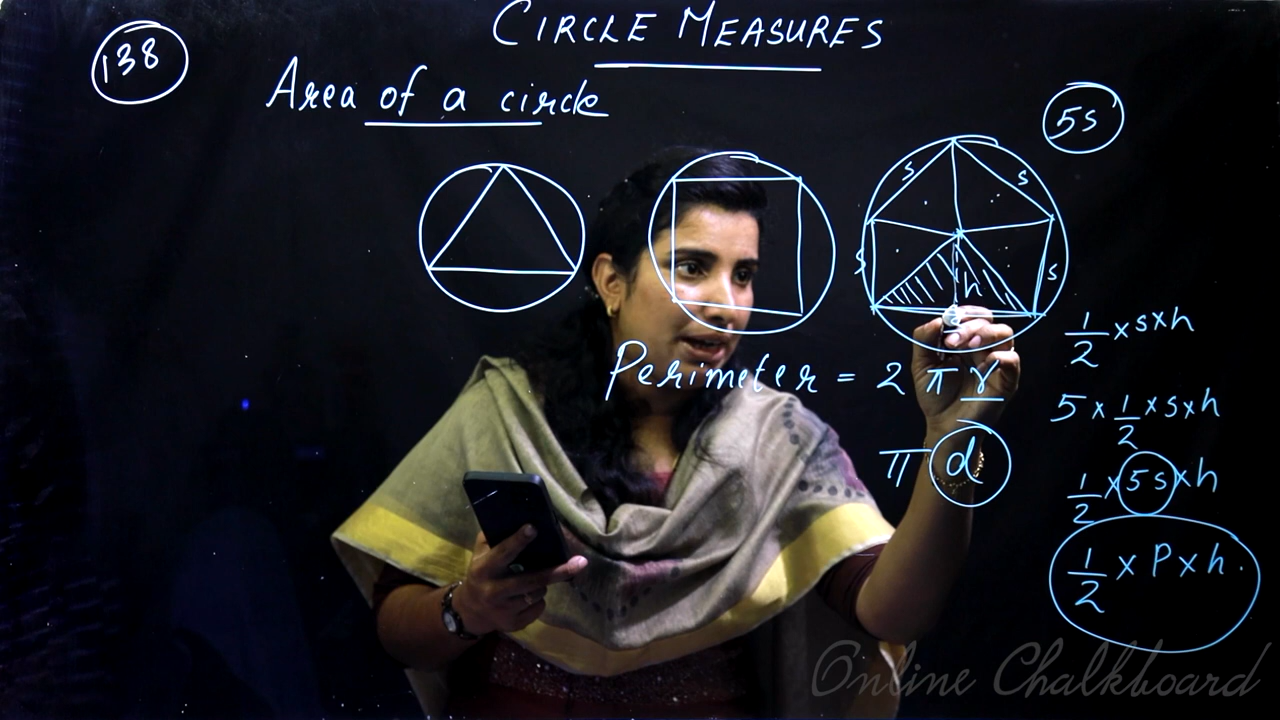 CIRCLE MEASURES
138
Area of a circle
5s
s s
s s
h
Perimeter = 2 π r
π d
1/2 × s × h
5 × 1/2 × s × h
1/2 × 5s × h
1/2 × P × h.
Online Chalkboard